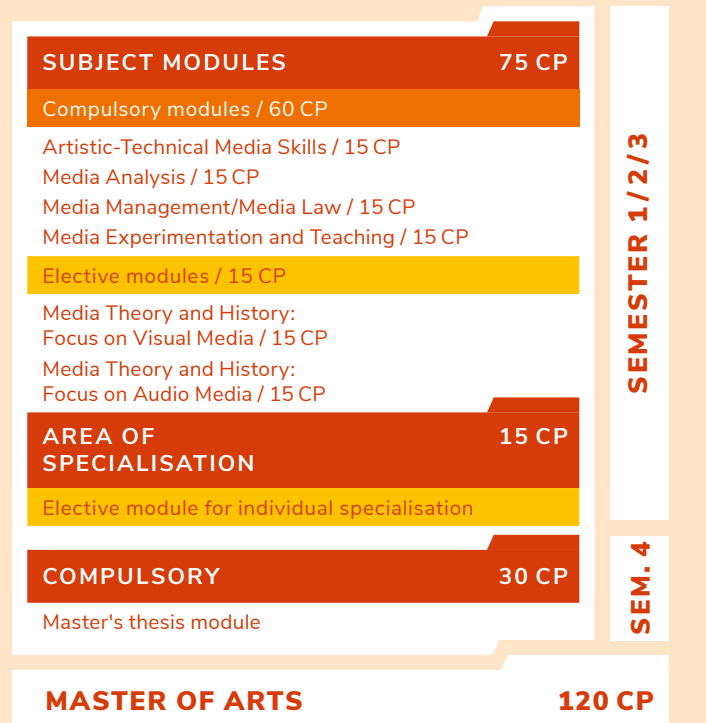 SUBJECT MODULES 75 CP
Compulsory modules / 60 CP
Artistic-Technical Media Skills / 15 CP
Media Analysis / 15 CP
Media Management/Media Law / 15 CP
Media Experimentation and Teaching / 15 CP
Elective modules / 15 CP
Media Theory and History:
Focus on Visual Media / 15 CP
Media Theory and History:
Focus on Audio Media / 15 CP
AREA OF 15 CP
SPECIALISATION
Elective module for individual specialisation
SEMESTER 1/2/3
COMPULSORY 30 CP
Master's thesis module
SEM. 4
MASTER OF ARTS 120 CP